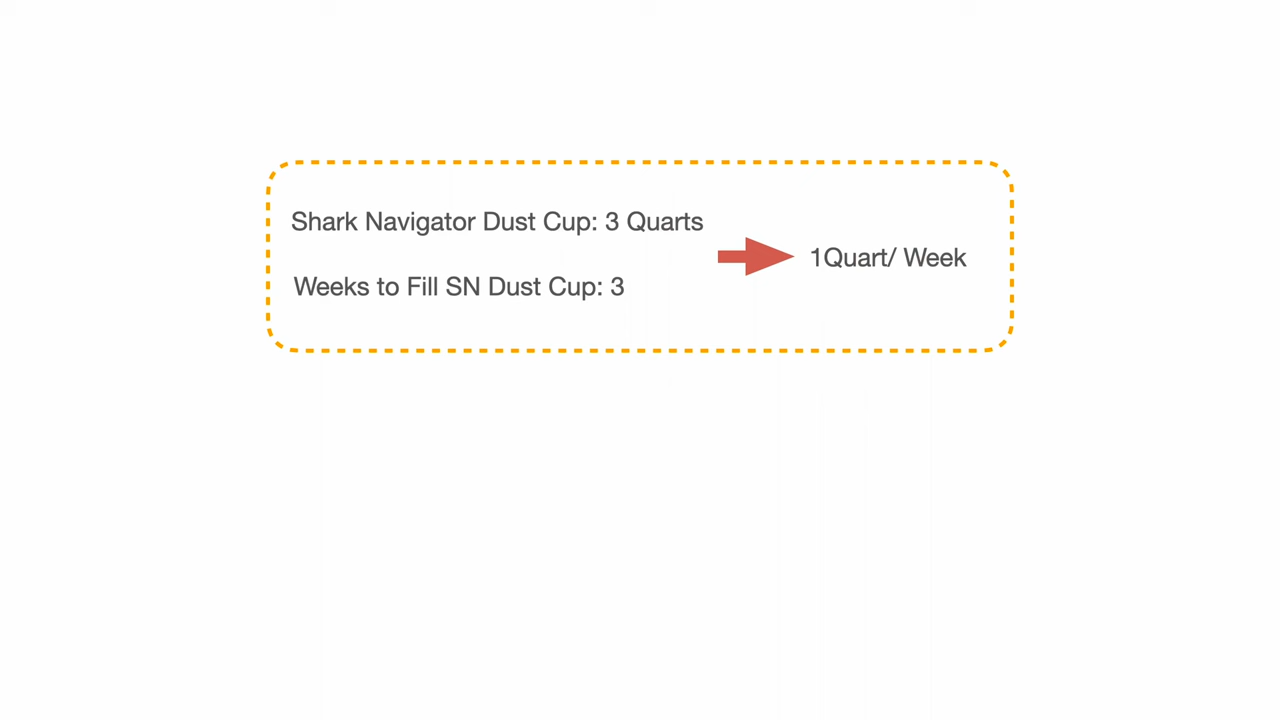 Shark Navigator Dust Cup: 3 Quarts
1Quart/ Week
Weeks to Fill SN Dust Cup: 3